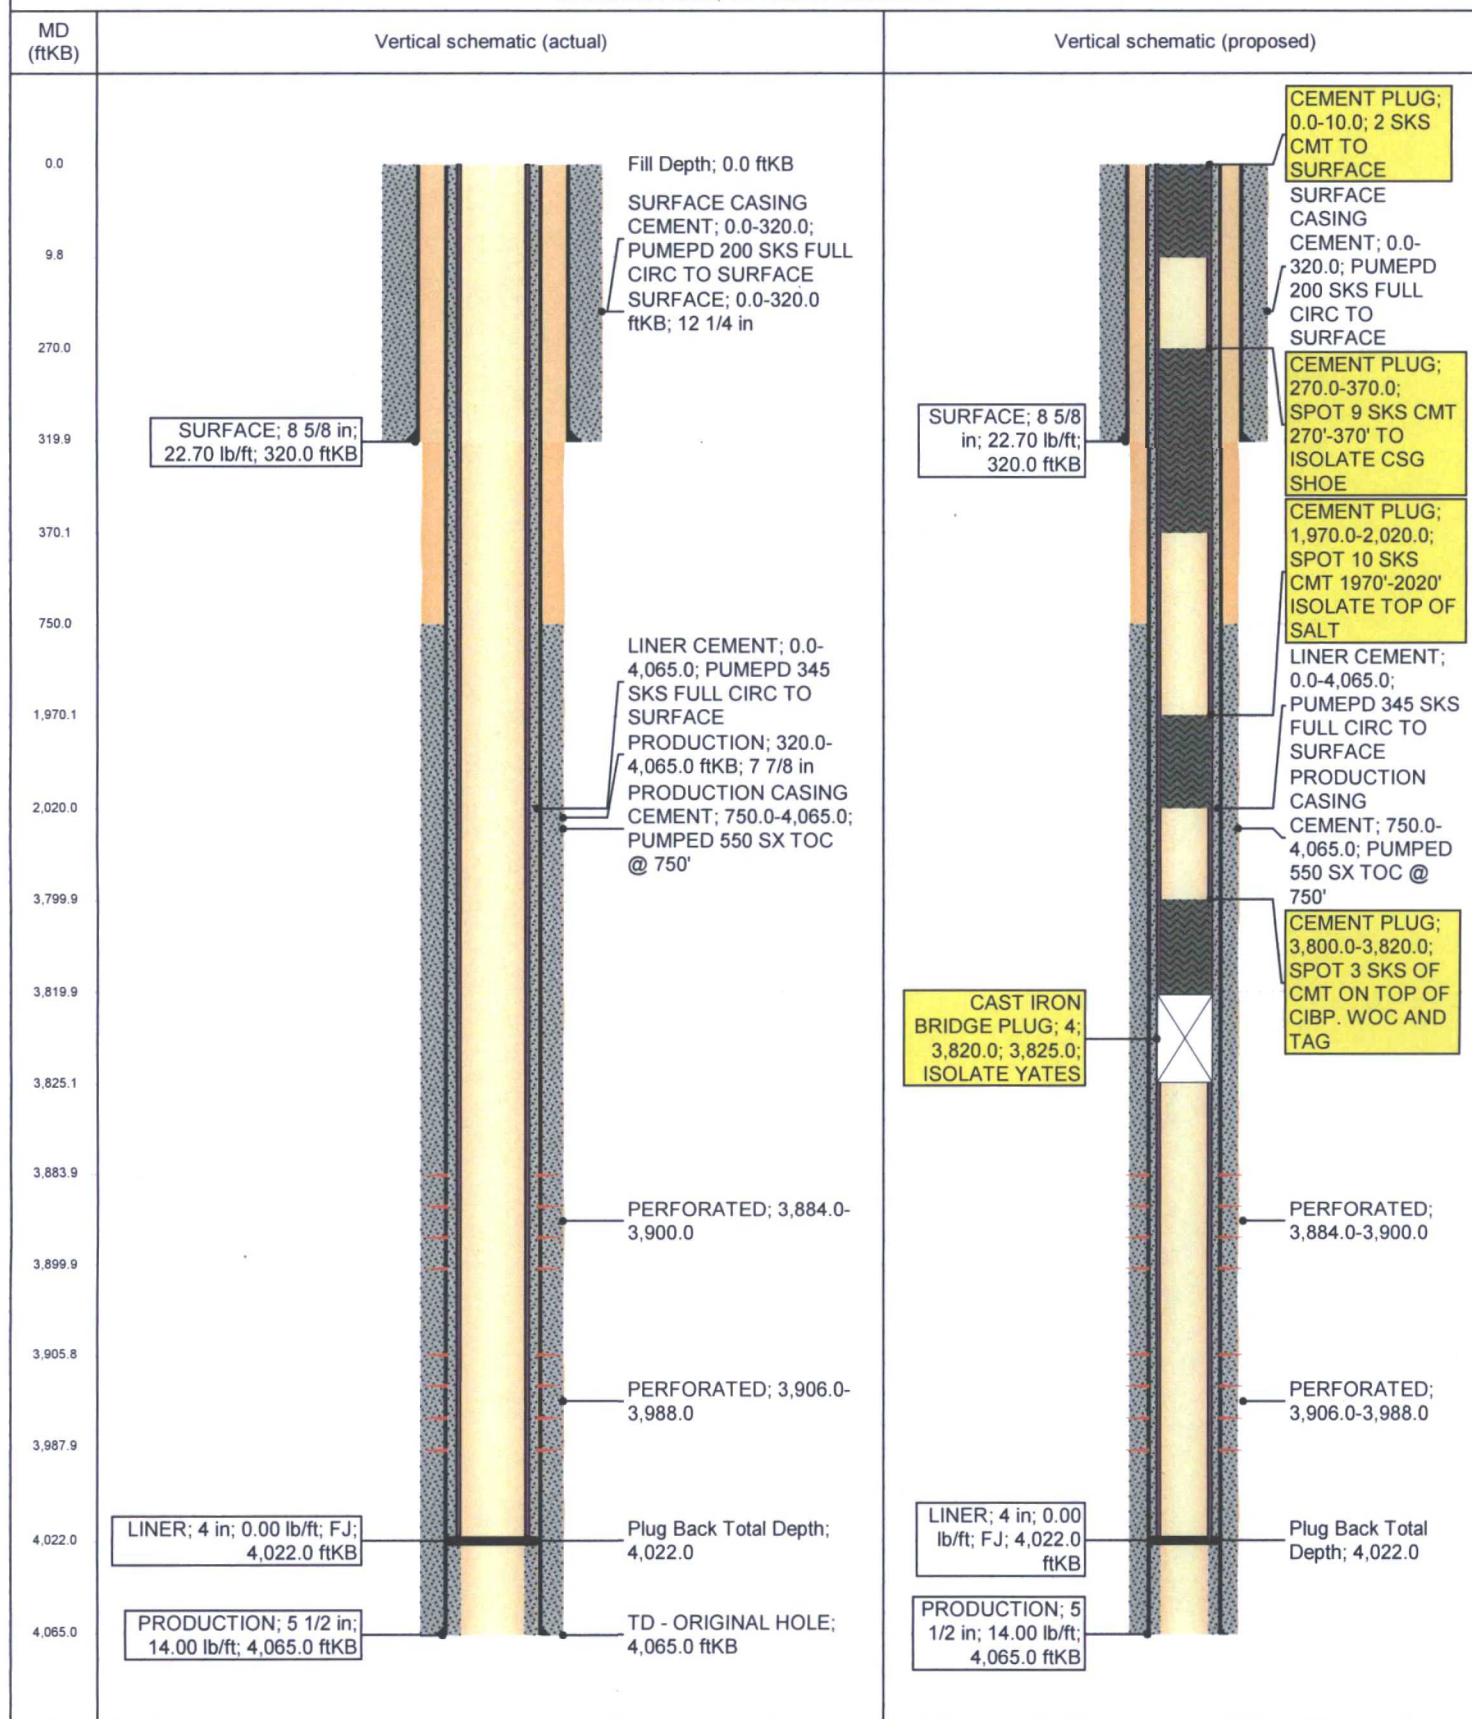 MD
(ftKB)
Vertical schematic (actual)
Vertical schematic (proposed)
0.0
9.8
270.0
319.9
370.1
750.0
1,970.1
2,020.0
3,799.9
3,819.9
3,825.1
3,883.9
3,899.9
3,905.8
3,987.9
4,022.0
4,065.0
Fill Depth; 0.0 ftKB
SURFACE CASING
CEMENT; 0.0-320.0;
PUMEPD 200 SKS FULL
CIRC TO SURFACE
SURFACE; 0.0-320.0
ftKB; 12 1/4 in
SURFACE; 8 5/8 in;
22.70 lb/ft; 320.0 ftKB
LINER CEMENT; 0.0-
4,065.0; PUMEPD 345
SKS FULL CIRC TO
SURFACE
PRODUCTION; 320.0-
4,065.0 ftKB; 7 7/8 in
PRODUCTION CASING
CEMENT; 750.0-4,065.0;
PUMPED 550 SX TOC
@ 750'
PERFORATED; 3,884.0-
3,900.0
PERFORATED; 3,906.0-
3,988.0
LINER; 4 in; 0.00 lb/ft; FJ;
4,022.0 ftKB
Plug Back Total Depth;
4,022.0
PRODUCTION; 5 1/2 in;
14.00 lb/ft; 4,065.0 ftKB
TD - ORIGINAL HOLE;
4,065.0 ftKB
CEMENT PLUG;
0.0-10.0; 2 SKS
CMT TO
SURFACE
SURFACE
CASING
CEMENT; 0.0-
320.0; PUMEPD
200 SKS FULL
CIRC TO
SURFACE
CEMENT PLUG;
270.0-370.0;
SPOT 9 SKS CMT
270'-370' TO
ISOLATE CSG
SHOE
SURFACE; 8 5/8
in; 22.70 lb/ft;
320.0 ftKB
CEMENT PLUG;
1,970.0-2,020.0;
SPOT 10 SKS
CMT 1970'-2020'
ISOLATE TOP OF
SALT
LINER CEMENT;
0.0-4,065.0;
PUMEPD 345 SKS
FULL CIRC TO
SURFACE
PRODUCTION
CASING
CEMENT; 750.0-
4,065.0; PUMPED
550 SX TOC @
750'
CEMENT PLUG;
3,800.0-3,820.0;
SPOT 3 SKS OF
CMT ON TOP OF
CIBP. WOC AND
TAG
CAST IRON
BRIDGE PLUG; 4;
3,820.0; 3,825.0;
ISOLATE YATES
PERFORATED;
3,884.0-3,900.0
PERFORATED;
3,906.0-3,988.0
LINER; 4 in; 0.00
lb/ft; FJ; 4,022.0
ftKB
Plug Back Total
Depth; 4,022.0
PRODUCTION; 5
1/2 in; 14.00 lb/ft;
4,065.0 ftKB